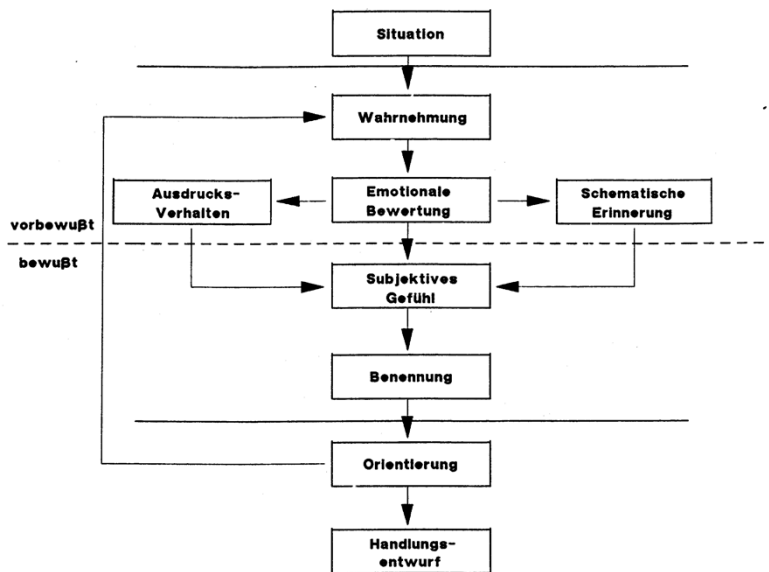 Situation
Wahrnehmung
Ausdrucks-
Verhalten
Emotionale
Bewertung
Schematische
Erinnerung
vorbewußt
bewußt
Subjektives
Gefühl
Benennung
Orientierung
Handlungs-
entwurf